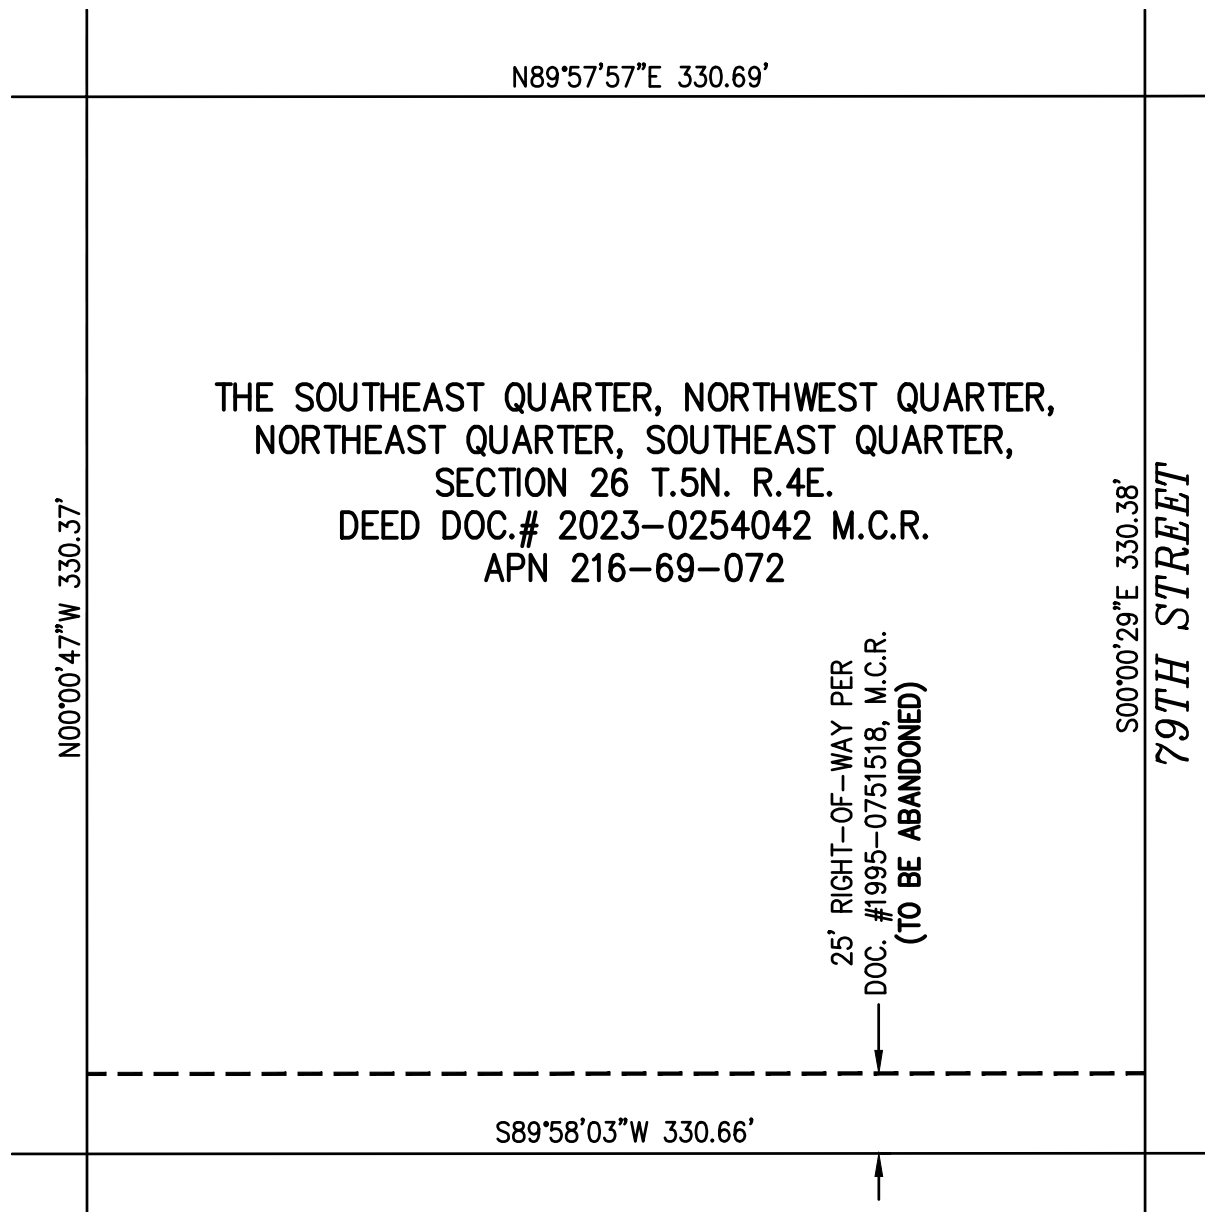 N89°57'57"E 330.69'
THE SOUTHEAST QUARTER, NORTHWEST QUARTER,
NORTHEAST QUARTER, SOUTHEAST QUARTER,
SECTION 26 T.5N. R.4E.
DEED DOC.# 2023-0254042 M.C.R.
APN 216-69-072
N00°00'47"W 330.37'
S00°00'29"E 330.38'
79TH STREET
25' RIGHT-OF-WAY PER
DOC. #1995-0751518, M.C.R.
(TO BE ABANDONED)
S89°58'03"W 330.66'